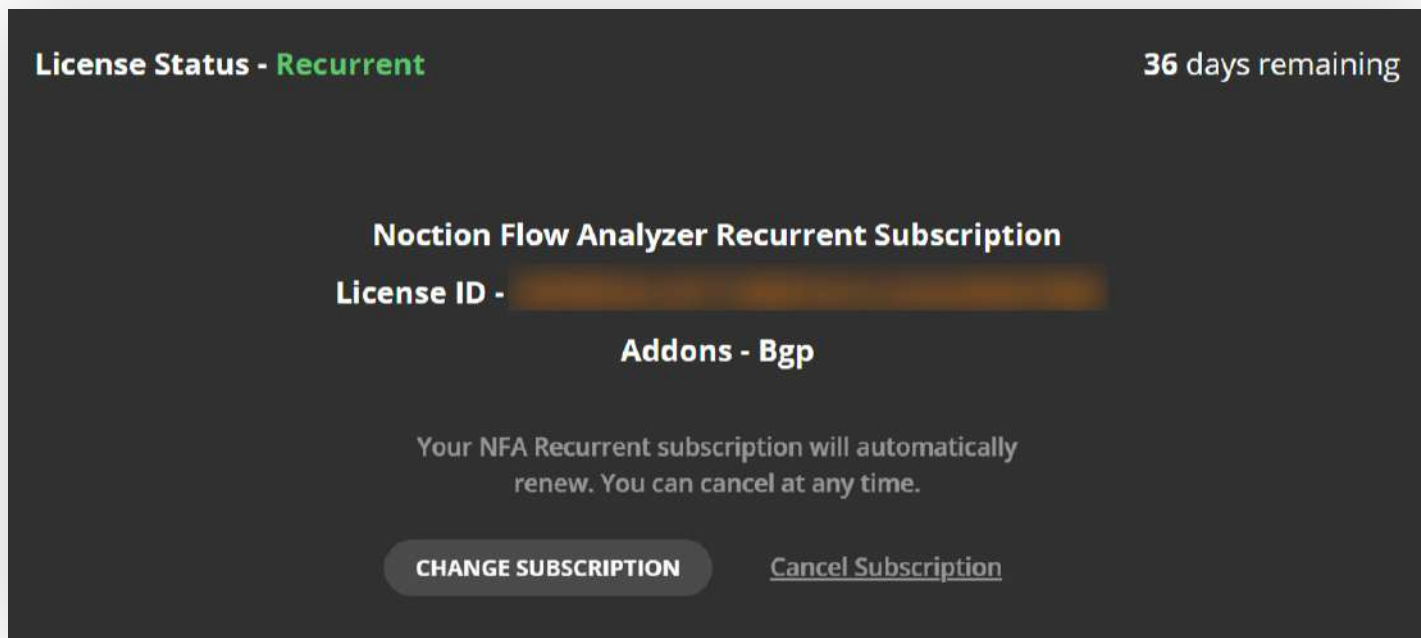 License Status - Recurrent
36 days remaining
Noction Flow Analyzer Recurrent Subscription
License ID -
Addons - Bgp
Your NFA Recurrent subscription will automatically
renew. You can cancel at any time.
CHANGE SUBSCRIPTION
Cancel Subscription